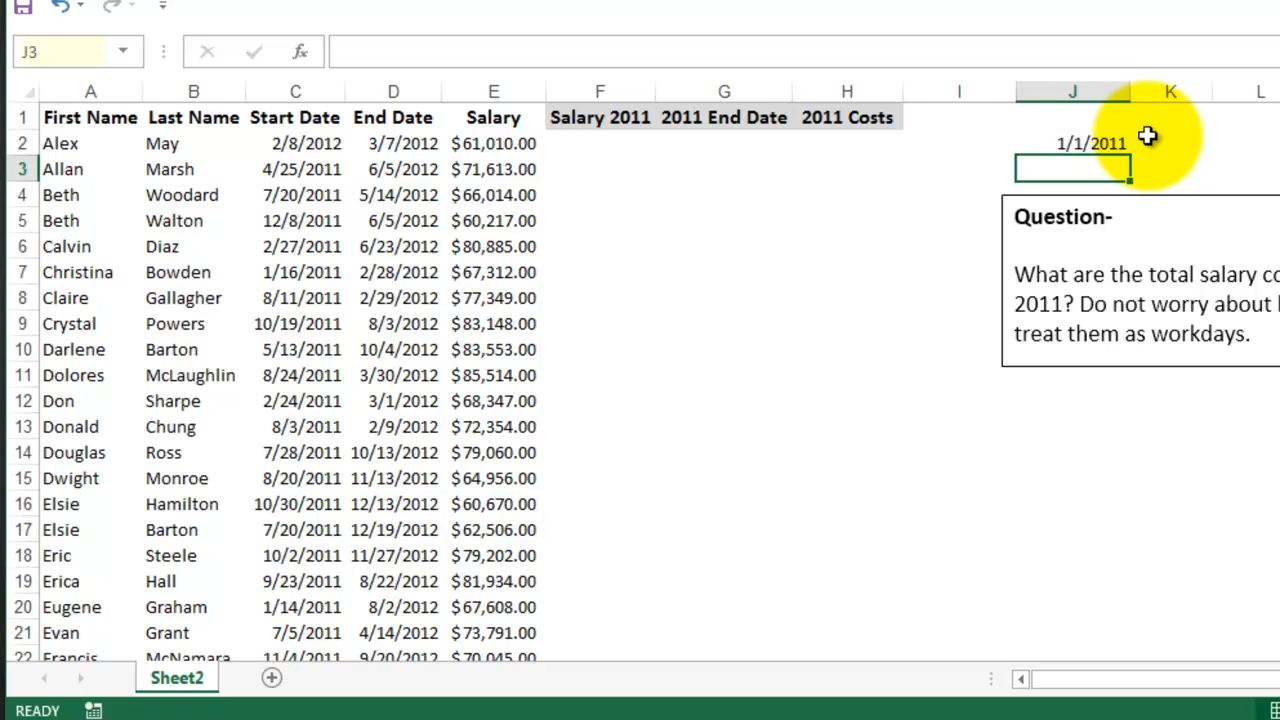 J3
fx
A B C D E F G H I J K L
1 First Name Last Name Start Date End Date Salary Salary 2011 2011 End Date 2011 Costs
2 Alex May 2/8/2012 3/7/2012 $61,010.00 1/1/2011
3 Allan Marsh 4/25/2011 6/5/2012 $71,613.00
4 Beth Woodard 7/20/2011 5/14/2012 $66,014.00
5 Beth Walton 12/8/2011 6/5/2012 $60,217.00
6 Calvin Diaz 2/27/2011 6/23/2012 $80,885.00
7 Christina Bowden 1/16/2011 2/28/2012 $67,312.00
8 Claire Gallagher 8/11/2011 2/29/2012 $77,349.00
9 Crystal Powers 10/19/2011 8/3/2012 $83,148.00
10 Darlene Barton 5/13/2011 10/4/2012 $83,553.00
11 Dolores McLaughlin 8/24/2011 3/30/2012 $85,514.00
12 Don Sharpe 2/24/2011 3/1/2012 $68,347.00
13 Donald Chung 8/3/2011 2/9/2012 $72,354.00
14 Douglas Ross 7/28/2011 10/13/2012 $79,060.00
15 Dwight Monroe 8/20/2011 11/13/2012 $64,956.00
16 Elsie Hamilton 10/30/2011 12/13/2012 $60,670.00
17 Elsie Barton 7/20/2011 12/19/2012 $62,506.00
18 Eric Steele 10/2/2011 11/27/2012 $79,202.00
19 Erica Hall 9/23/2011 8/22/2012 $81,934.00
20 Eugene Graham 1/14/2011 8/2/2012 $67,608.00
21 Evan Grant 7/5/2011 4/14/2012 $73,791.00
22 Francis McNamara 11/4/2011 9/20/2012 $70,045.00
Question-
What are the total salary co
2011? Do not worry about
treat them as workdays.
Sheet2
READY